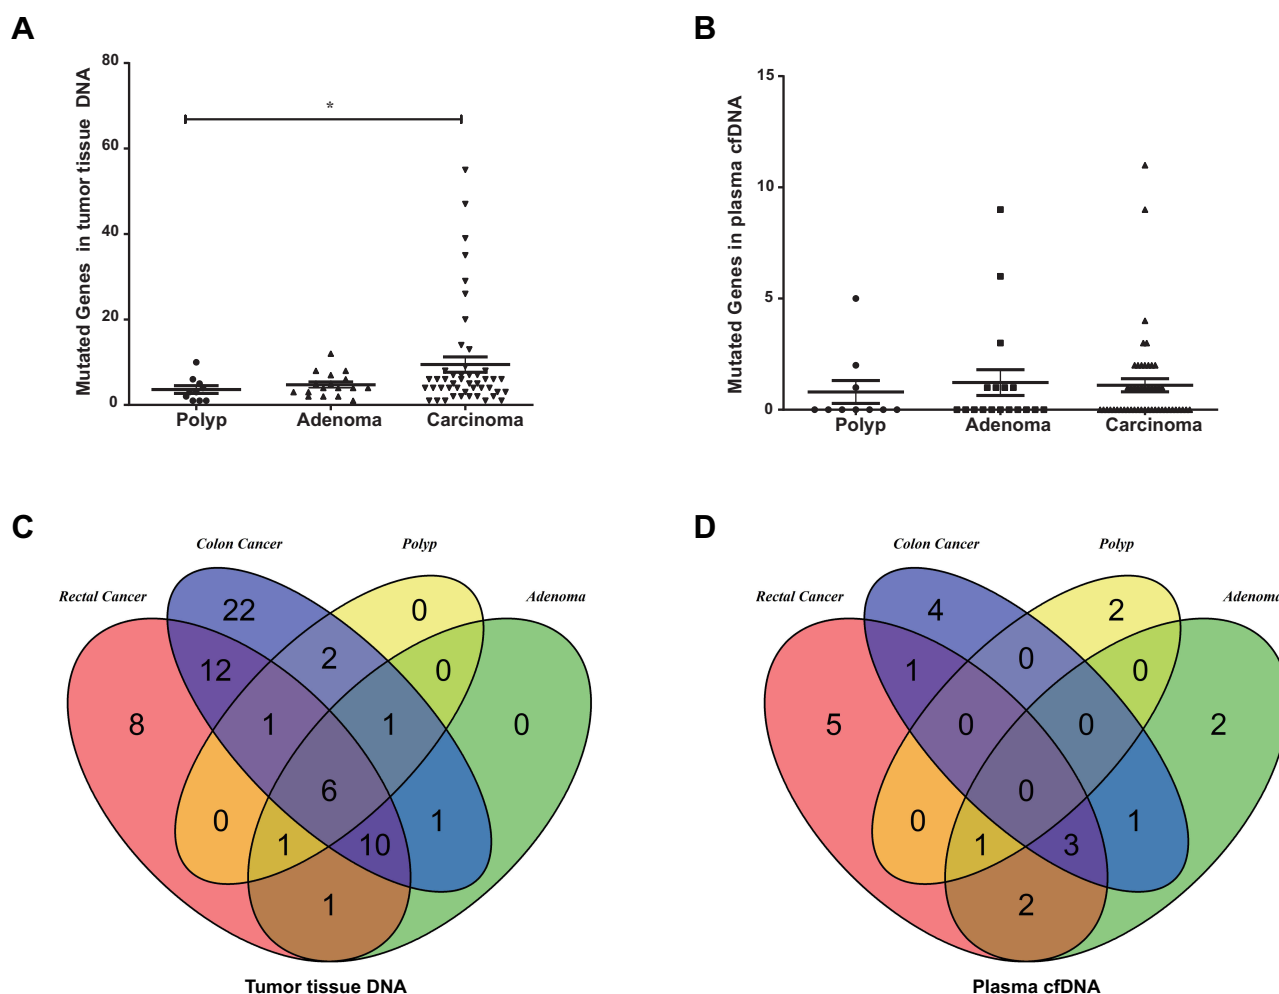 A
B
Mutated Genes in tumor tissue DNA
80
60
40
20
0
*
Polyp
Adenoma
Carcinoma
Mutated Genes in plasma cfDNA
15
10
5
0
Polyp
Adenoma
Carcinoma
C
Colon Cancer
Polyp
Rectal Cancer
Adenoma
22
0
12
2
0
8
1
1
0
6
0
1
1
10
1
Tumor tissue DNA
D
Colon Cancer
Polyp
Rectal Cancer
Adenoma
4
2
1
0
0
5
0
0
2
0
0
1
1
3
2
Plasma cfDNA